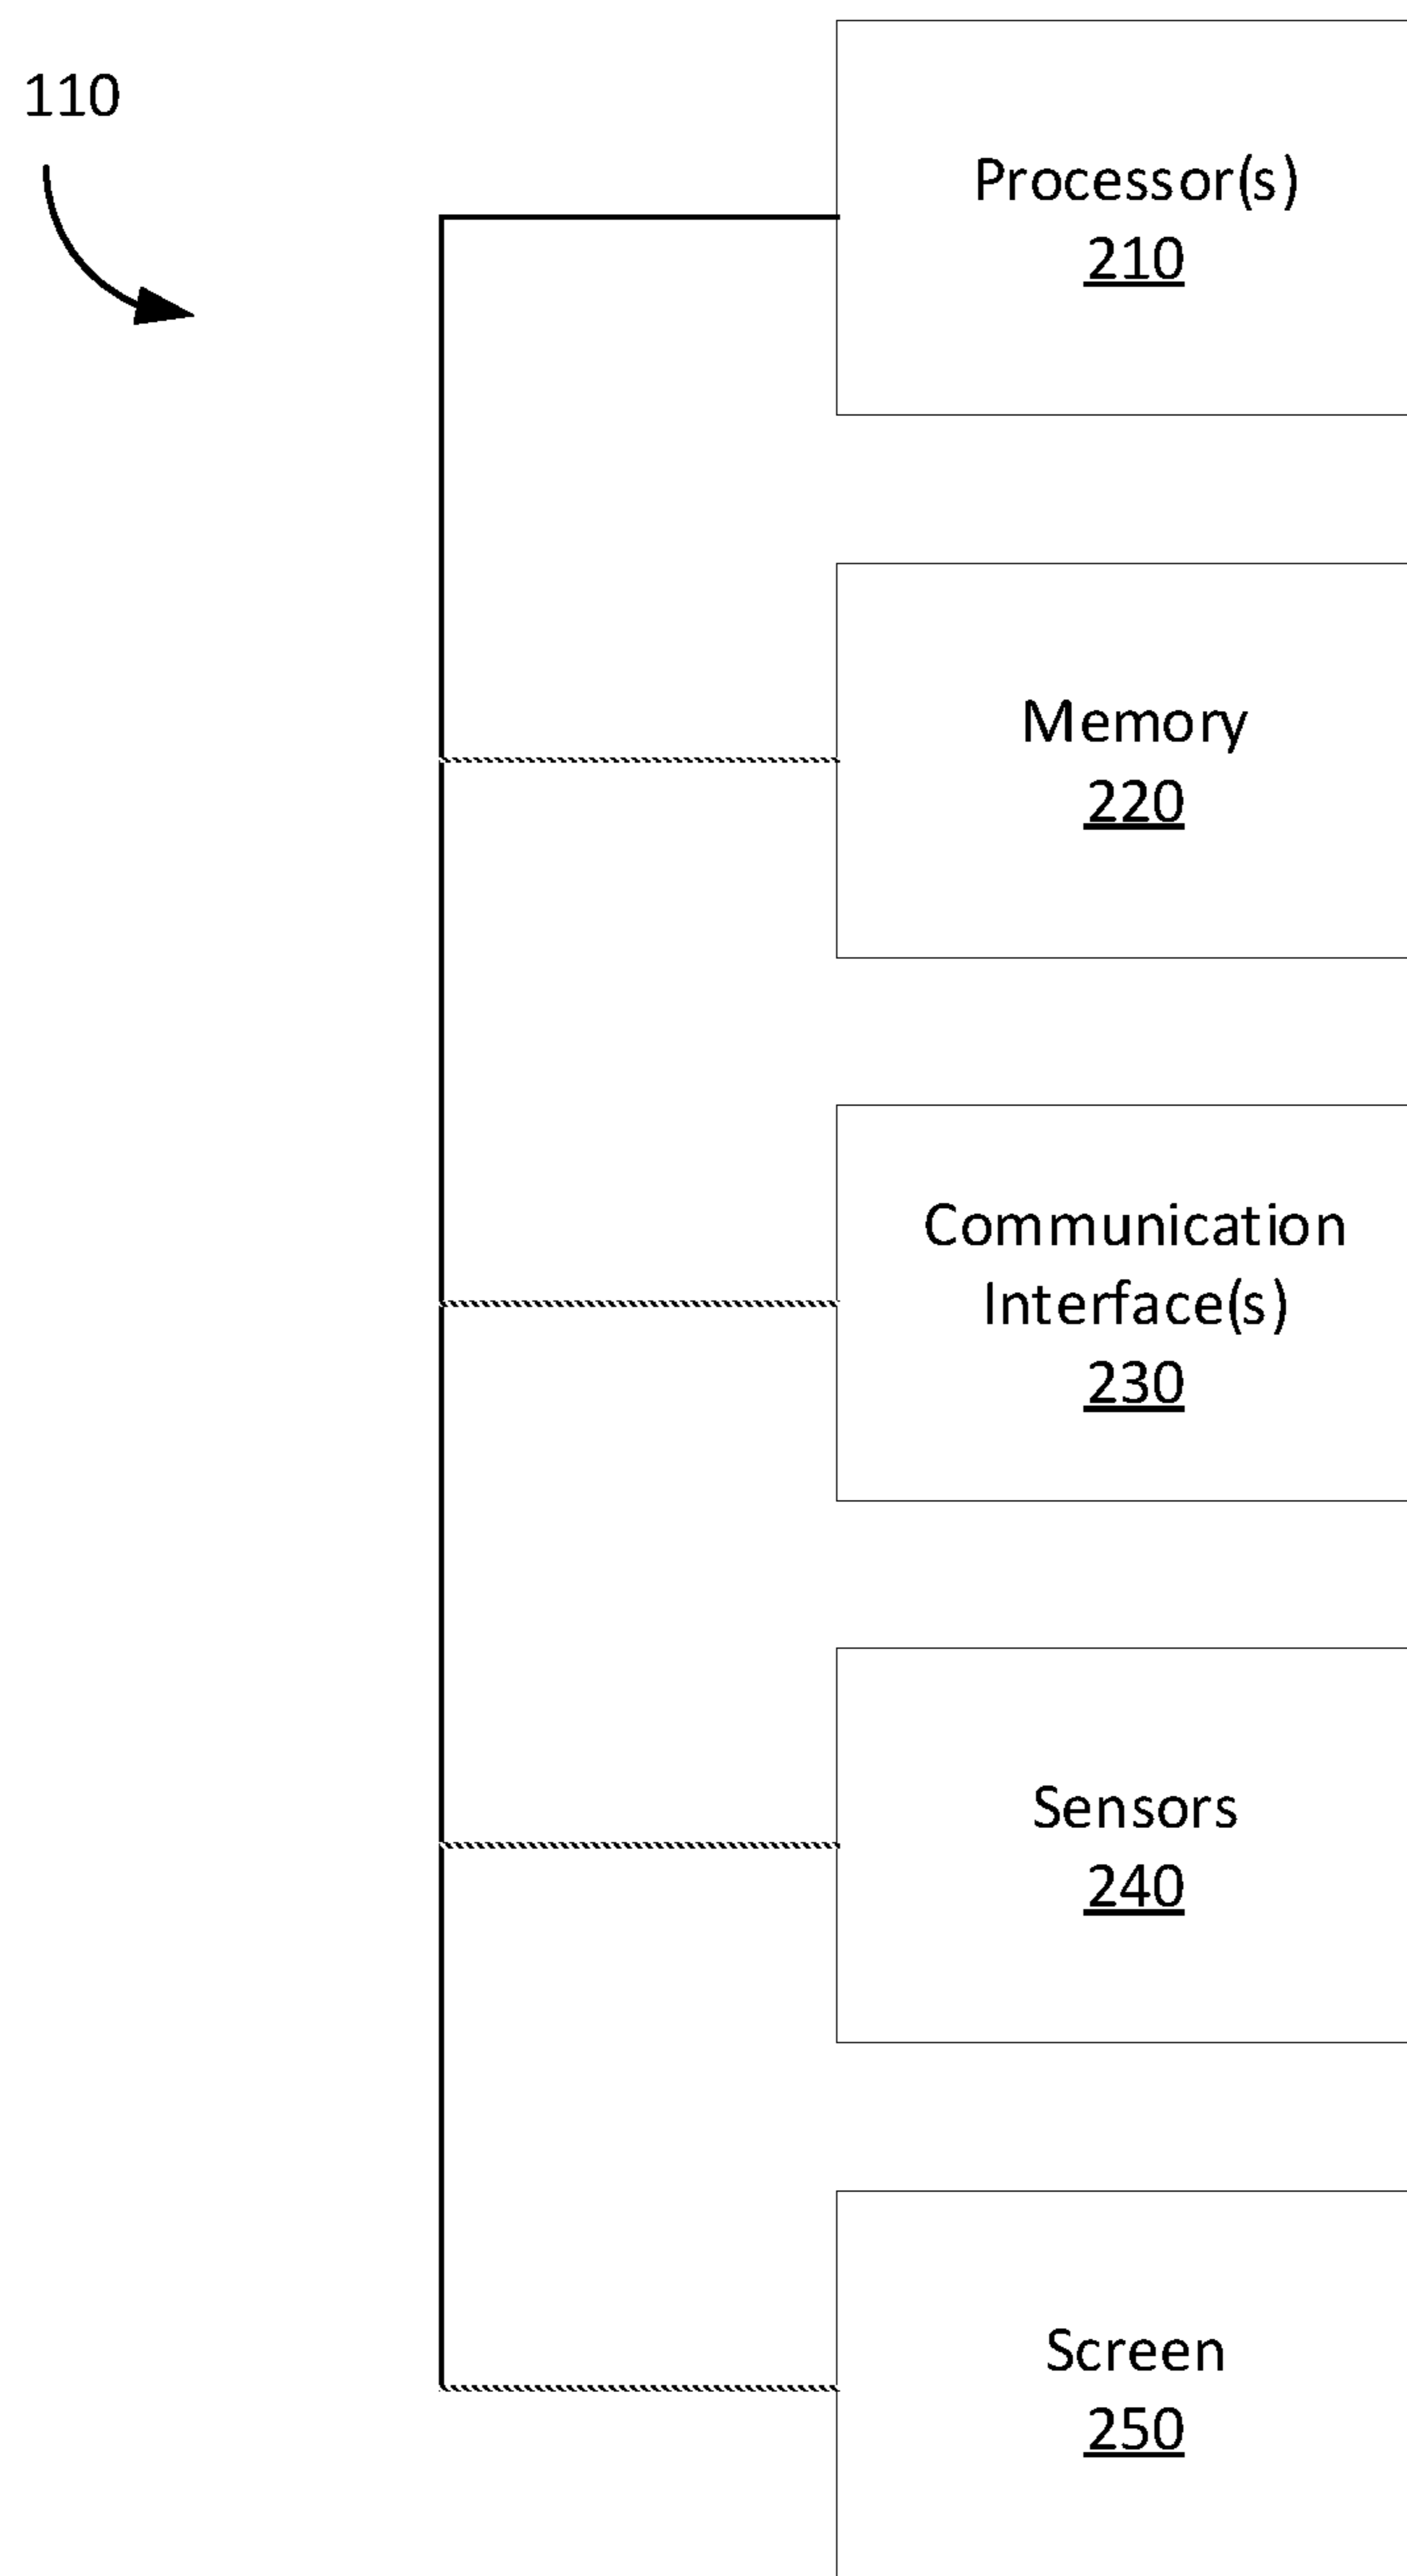 110
Processor(s)
210
Memory
220
Communication
Interface(s)
230
Sensors
240
Screen
250